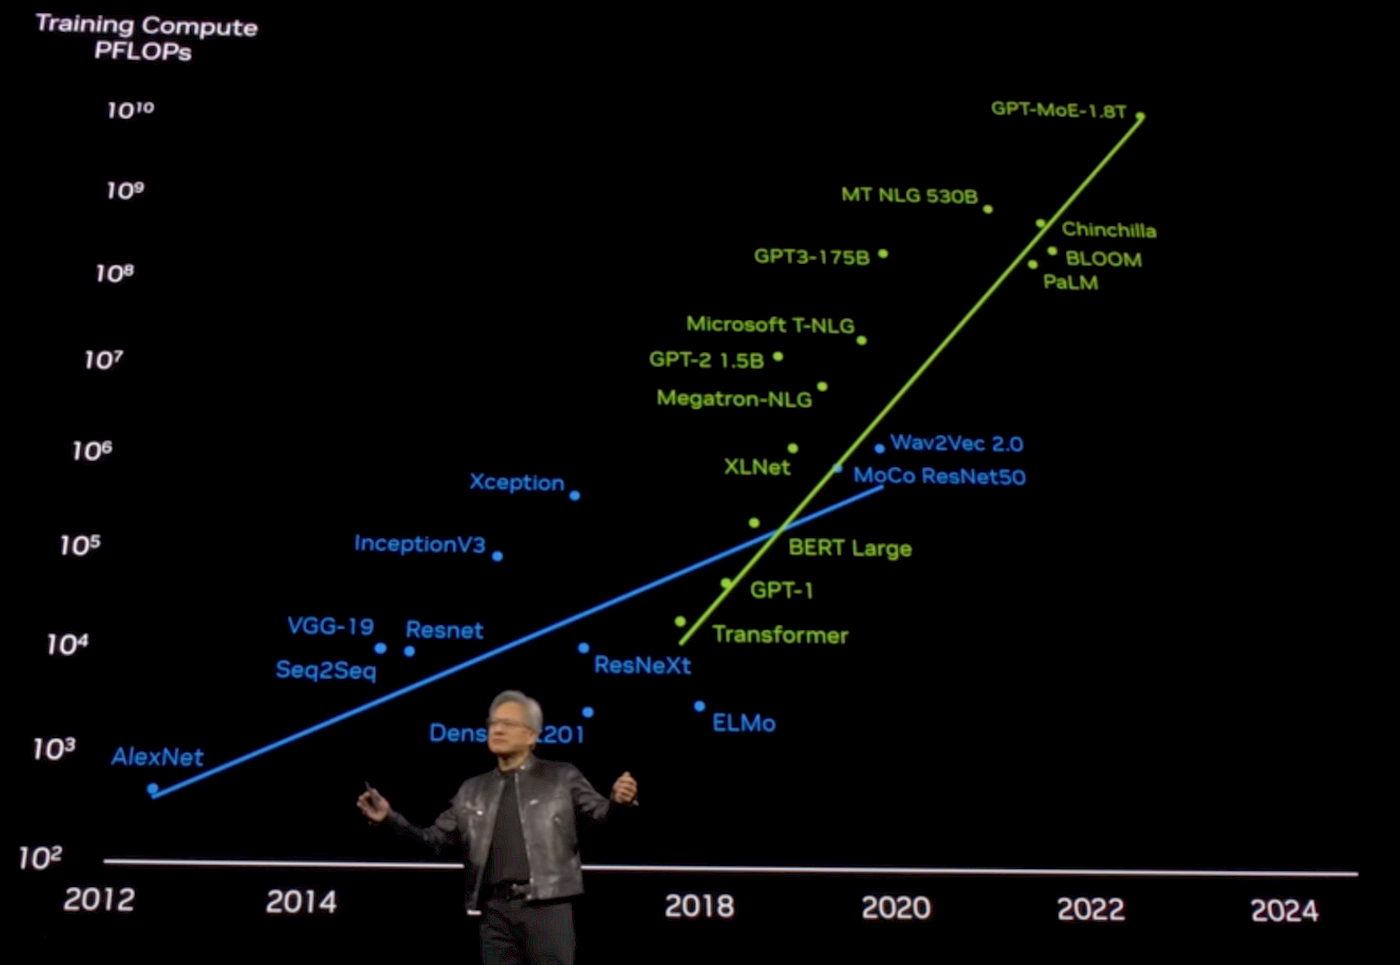 Training Compute
PFLOPs
10¹⁰
GPT-MoE-1.8T
10⁹
MT NLG 530B
Chinchilla
GPT3-175B
BLOOM
10⁸
PaLM
Microsoft T-NLG
10⁷
GPT-2 1.5B
Megatron-NLG
10⁶
Wav2Vec 2.0
XLNet
MoCo ResNet50
Xception
10⁵
InceptionV3
BERT Large
GPT-1
VGG-19
Resnet
Transformer
10⁴
Seq2Seq
ResNeXt
ELMo
10³
AlexNet
10²
2012 2014 2018 2020 2022 2024